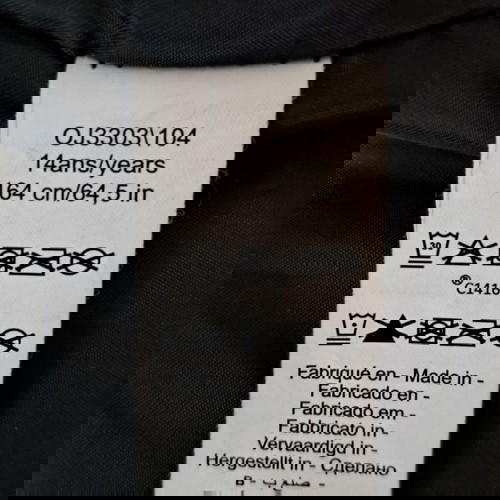 OJ3303\104
14ans/years
164 cm/64.5 in
®C1416
Fabriqué en - Made in -
Fabricado en -
Fabricado em -
Fabbricato in -
Vervaardigd in -
Hergestellt in - Сделано
в -